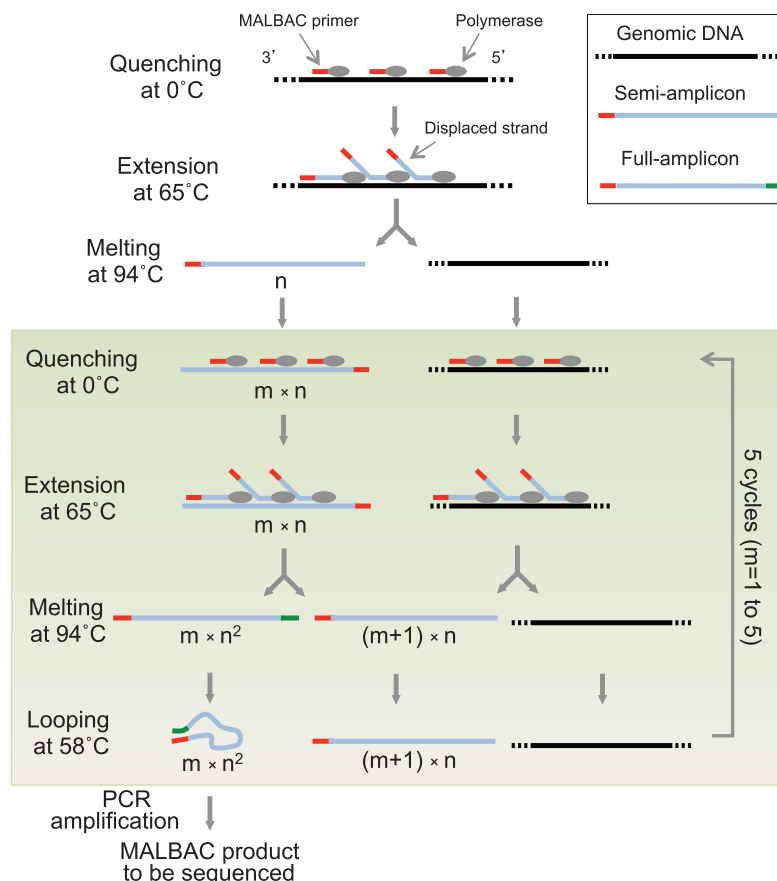 MALBAC primer
Polymerase
3’
5’
Quenching
at 0˚C
Genomic DNA
Semi-amplicon
Full-amplicon
Displaced strand
Extension
at 65˚C
Melting
at 94˚C
n
Quenching
at 0˚C
m × n
Extension
at 65˚C
m × n
5 cycles (m=1 to 5)
Melting
at 94˚C
m × n²
(m+1) × n
Looping
at 58˚C
m × n²
(m+1) × n
PCR
amplification
MALBAC product
to be sequenced